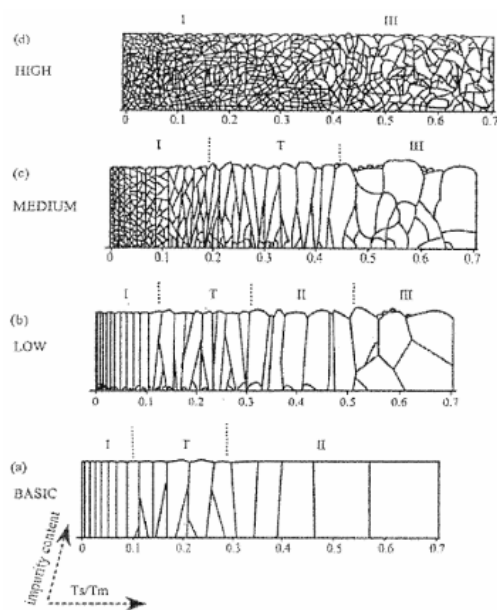 I III
(d)
HIGH
0 0.1 0.2 0.3 0.4 0.5 0.6 0.7
I T III
(c)
MEDIUM
0 0.1 0.2 0.3 0.4 0.5 0.6 0.7
I T II III
(b)
LOW
0 0.1 0.2 0.3 0.4 0.5 0.6 0.7
I T II
(a)
BASIC
0 0.1 0.2 0.3 0.4 0.5 0.6 0.7
impurity content
Ts/Tm